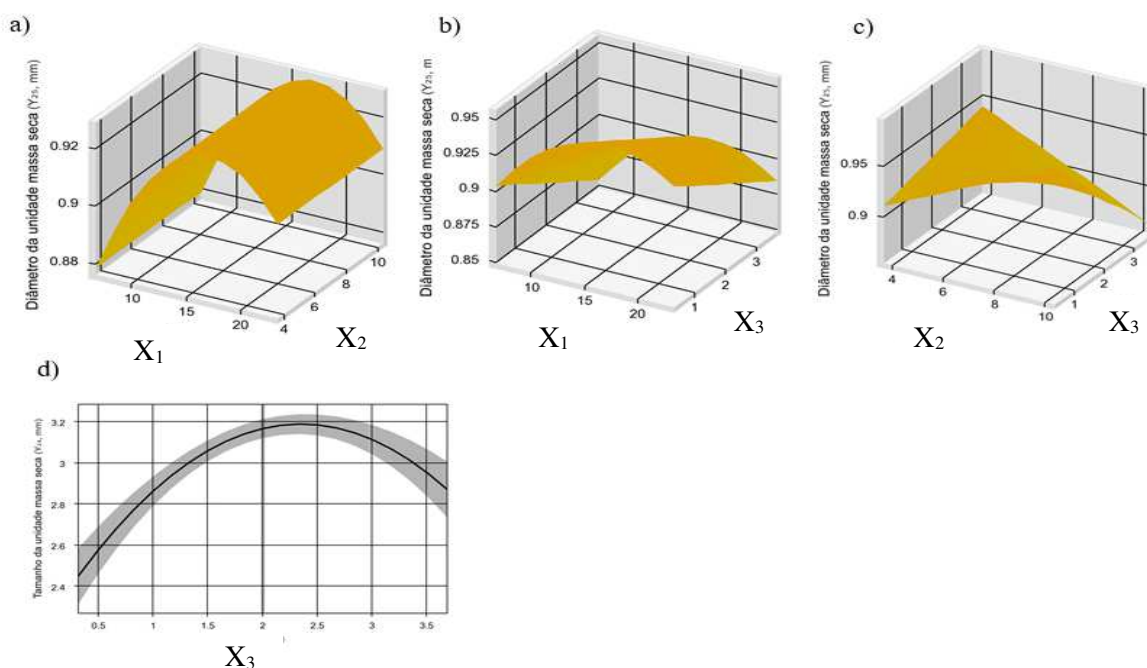 a)
Diâmetro da unidade massa seca (Y₂₅, mm)
0.92
0.9
0.88
10
15
20
4
6
8
10
X₁
X₂
b)
Diâmetro da unidade massa seca (Y₂₅, m
0.95
0.925
0.9
0.875
0.85
10
15
20
1
2
3
X₁
X₃
c)
Diâmetro da unidade massa seca (Y₂₅, mm)
0.95
0.9
4
6
8
10
1
2
3
X₂
X₃
d)
Tamanho da unidade massa seca (Y₂₄, mm)
3.2
3
2.8
2.6
2.4
0.5
1
1.5
2
2.5
3
3.5
X₃